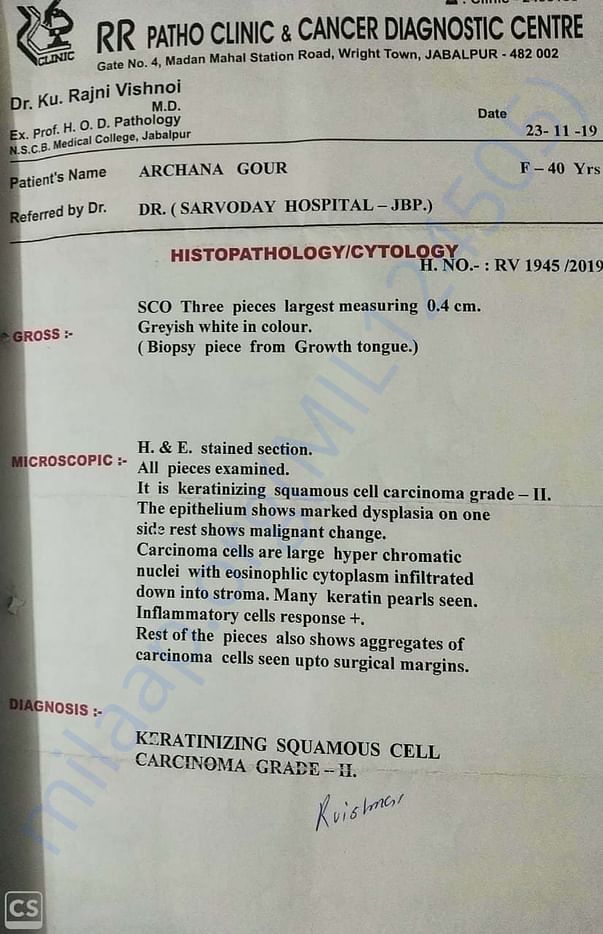 RR PATHO CLINIC & CANCER DIAGNOSTIC CENTRE
CLINIC
Gate No. 4, Madan Mahal Station Road, Wright Town, JABALPUR - 482 002
Dr. Ku. Rajni Vishnoi
M.D.
Ex. Prof. H. O. D. Pathology
N.S.C.B. Medical College, Jabalpur
Date
23- 11 -19
Patient's Name ARCHANA GOUR F – 40 Yrs
Referred by Dr. DR. ( SARVODAY HOSPITAL – JBP.)
HISTOPATHOLOGY/CYTOLOGY
H. NO.- : RV 1945 /2019
SCO Three pieces largest measuring 0.4 cm.
GROSS :- Greyish white in colour.
( Biopsy piece from Growth tongue.)
MICROSCOPIC :- H. & E. stained section.
All pieces examined.
It is keratinizing squamous cell carcinoma grade – II.
The epithelium shows marked dysplasia on one
side rest shows malignant change.
Carcinoma cells are large hyper chromatic
nuclei with eosinophlic cytoplasm infiltrated
down into stroma. Many keratin pearls seen.
Inflammatory cells response +.
Rest of the pieces also shows aggregates of
carcinoma cells seen upto surgical margins.
DIAGNOSIS :-
KERATINIZING SQUAMOUS CELL
CARCINOMA GRADE – II.
CS